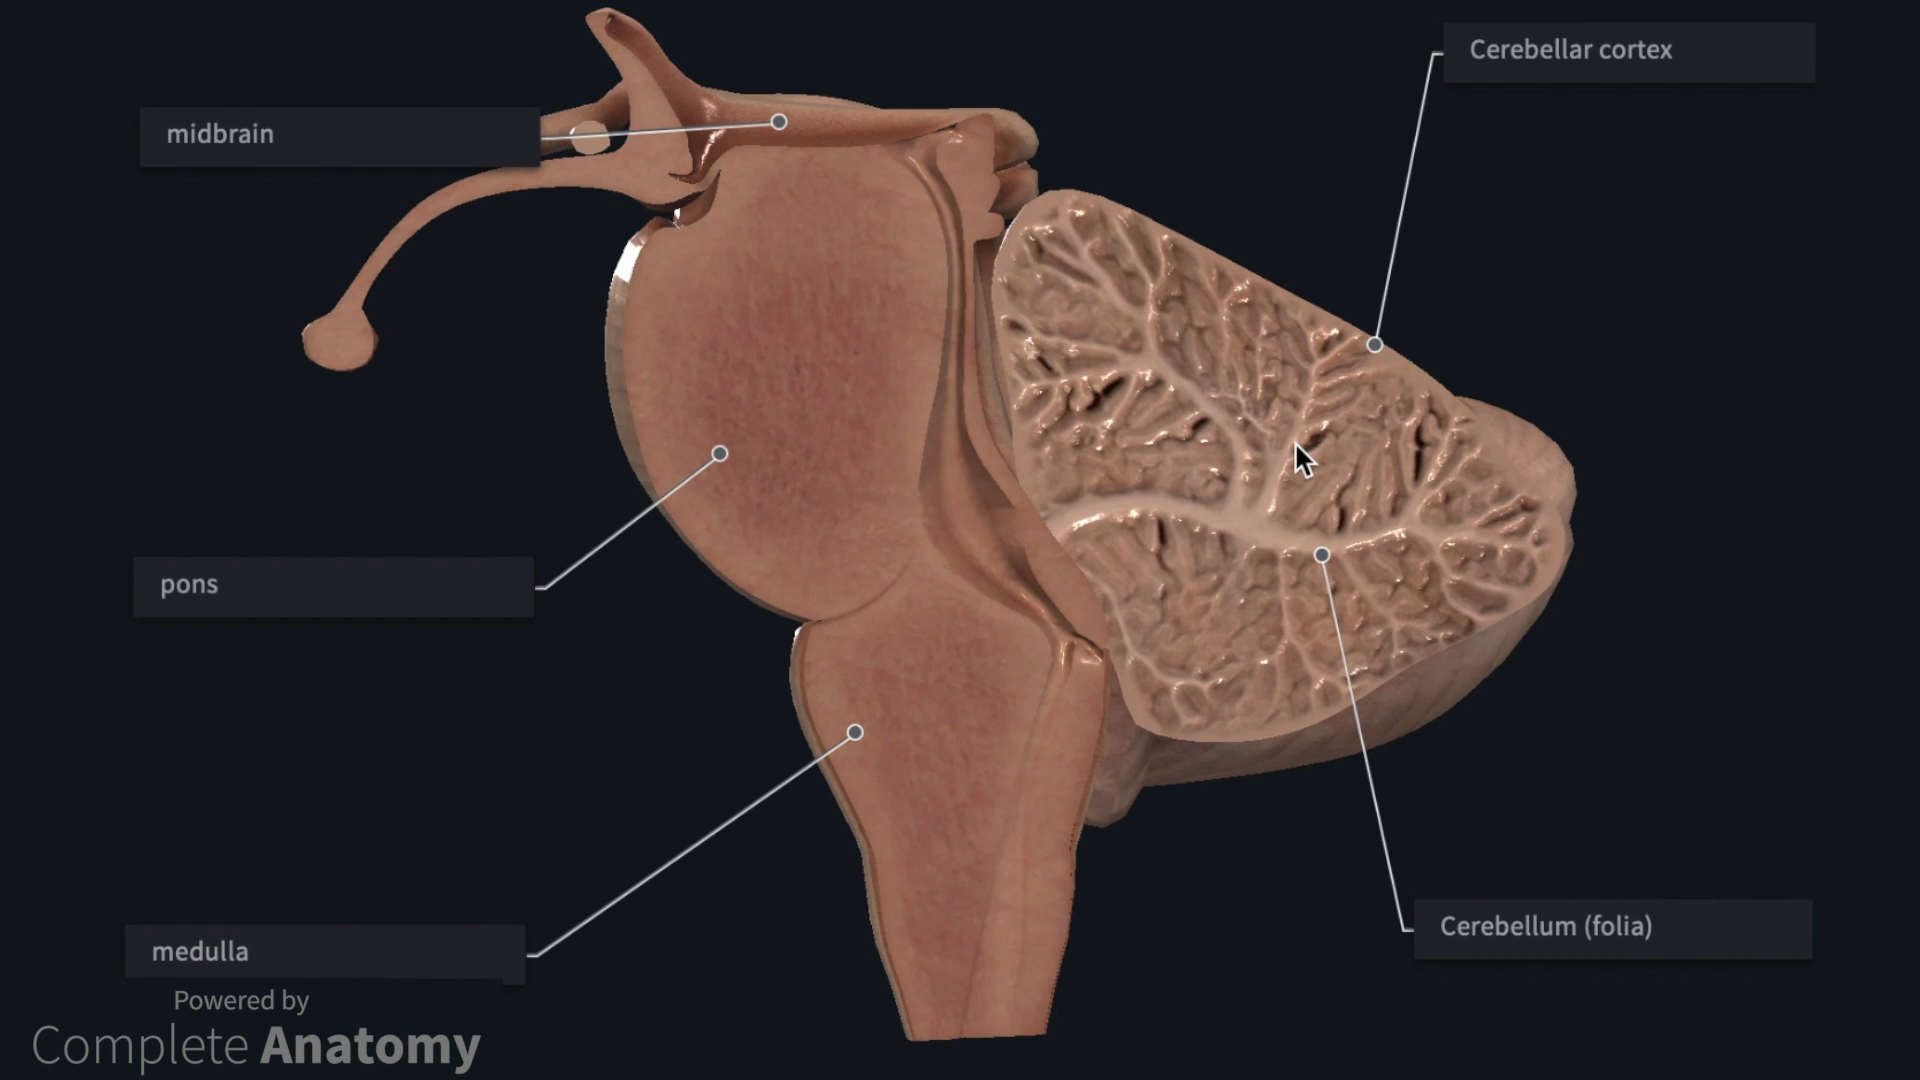 Cerebellar cortex
midbrain
pons
Cerebellum (folia)
medulla
Powered by
Complete Anatomy